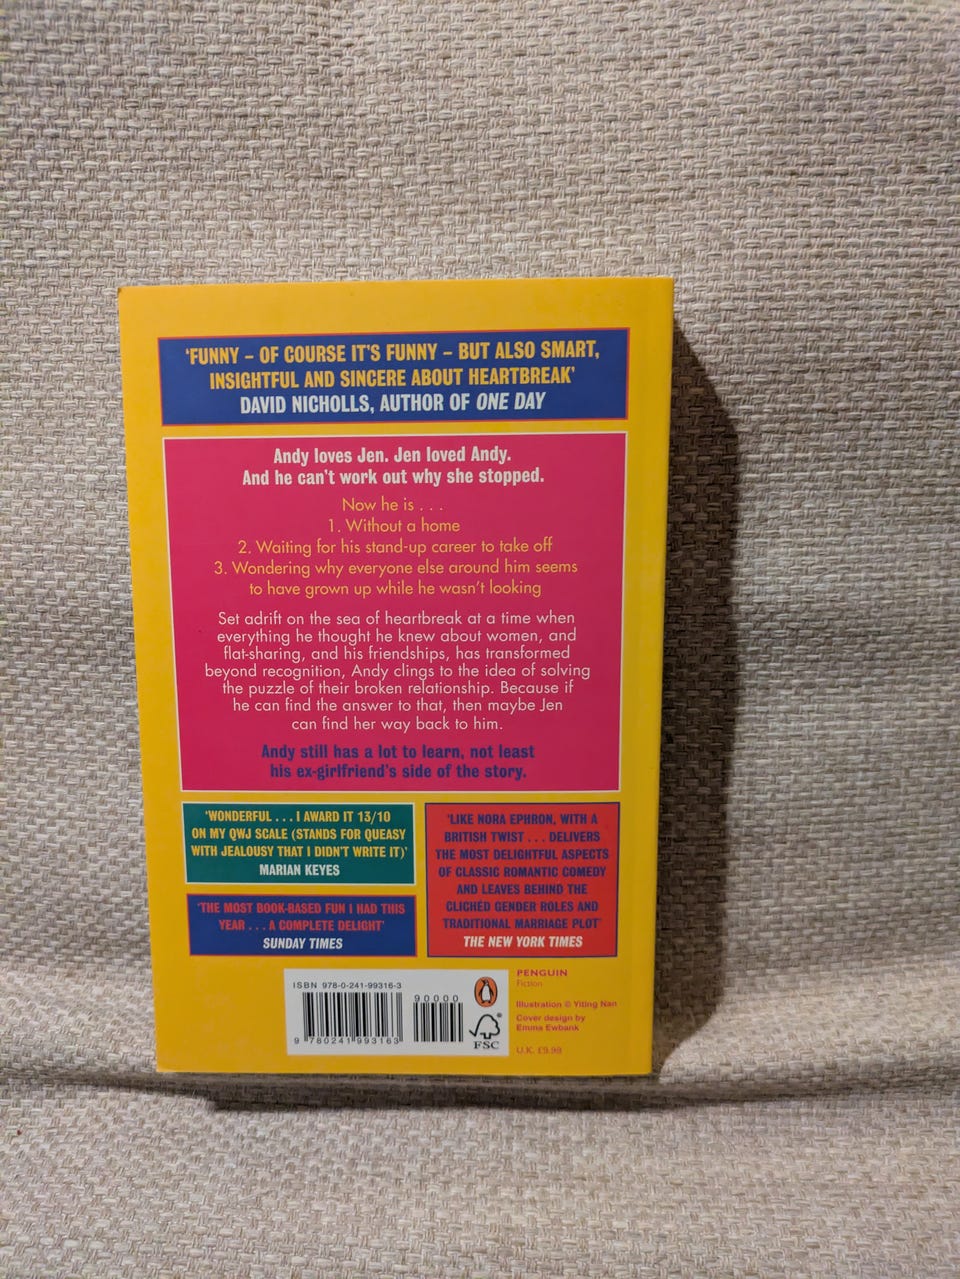 ‘FUNNY – OF COURSE IT’S FUNNY – BUT ALSO SMART,
INSIGHTFUL AND SINCERE ABOUT HEARTBREAK’
DAVID NICHOLLS, AUTHOR OF ONE DAY
Andy loves Jen. Jen loved Andy.
And he can’t work out why she stopped.
Now he is . . .
1. Without a home
2. Waiting for his stand-up career to take off
3. Wondering why everyone else around him seems
to have grown up while he wasn’t looking
Set adrift on the sea of heartbreak at a time when
everything he thought he knew about women, and
flat-sharing, and his friendships, has transformed
beyond recognition, Andy clings to the idea of solving
the puzzle of their broken relationship. Because if
he can find the answer to that, then maybe Jen
can find her way back to him.
Andy still has a lot to learn, not least
his ex-girlfriend’s side of the story.
‘WONDERFUL . . . I AWARD IT 13/10
ON MY QWJ SCALE (STANDS FOR QUEASY
WITH JEALOUSY THAT I DIDN’T WRITE IT)’
MARIAN KEYES
‘THE MOST BOOK-BASED FUN I HAD THIS
YEAR . . . A COMPLETE DELIGHT’
SUNDAY TIMES
‘LIKE NORA EPHRON, WITH A
BRITISH TWIST . . . DELIVERS
THE MOST DELIGHTFUL ASPECTS
OF CLASSIC ROMANTIC COMEDY
AND LEAVES BEHIND THE
CLICHÉD GENDER ROLES AND
TRADITIONAL MARRIAGE PLOT’
THE NEW YORK TIMES
ISBN 978-0-241-99316-3
90000
9 780241 993163
FSC
PENGUIN
Fiction
Illustration © Yiting Nan
Cover design by
Emma Ewbank
U.K. £9.99